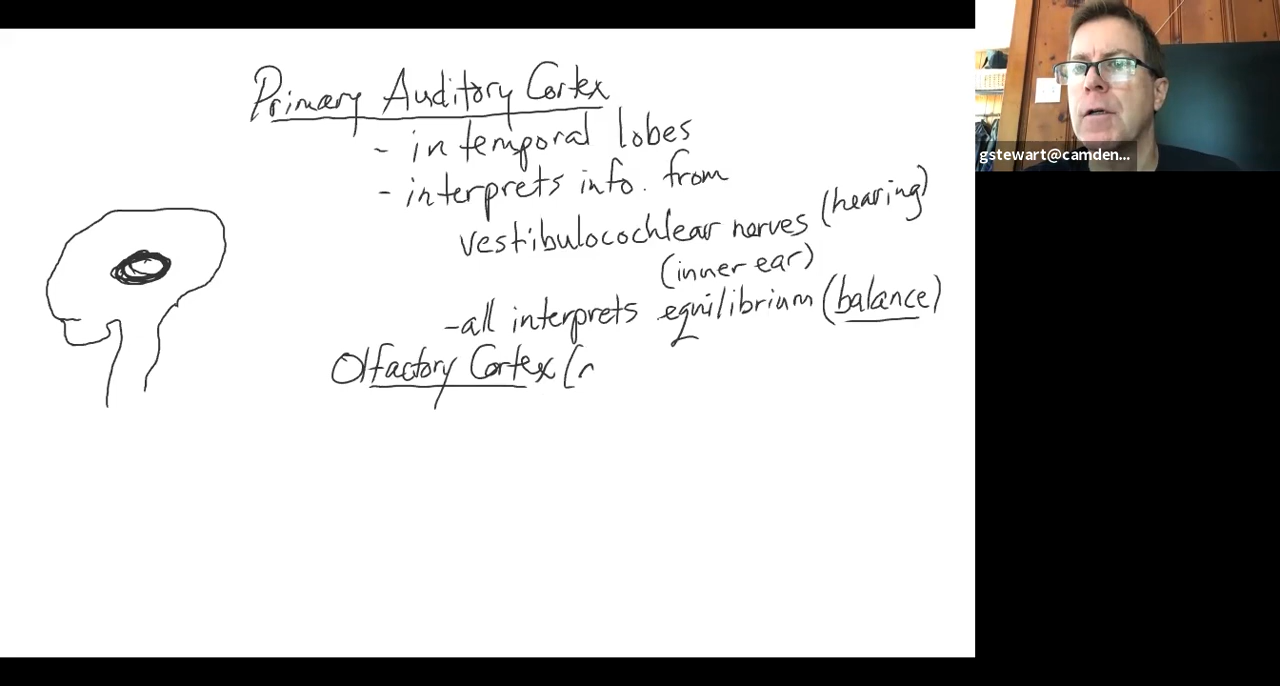 Primary Auditory Cortex
- in temporal lobes
- interprets info. from
vestibulocochlear nerves (hearing)
(inner ear)
- all interprets equilibrium (balance)
Olfactory Cortex (
gstewart@camden...